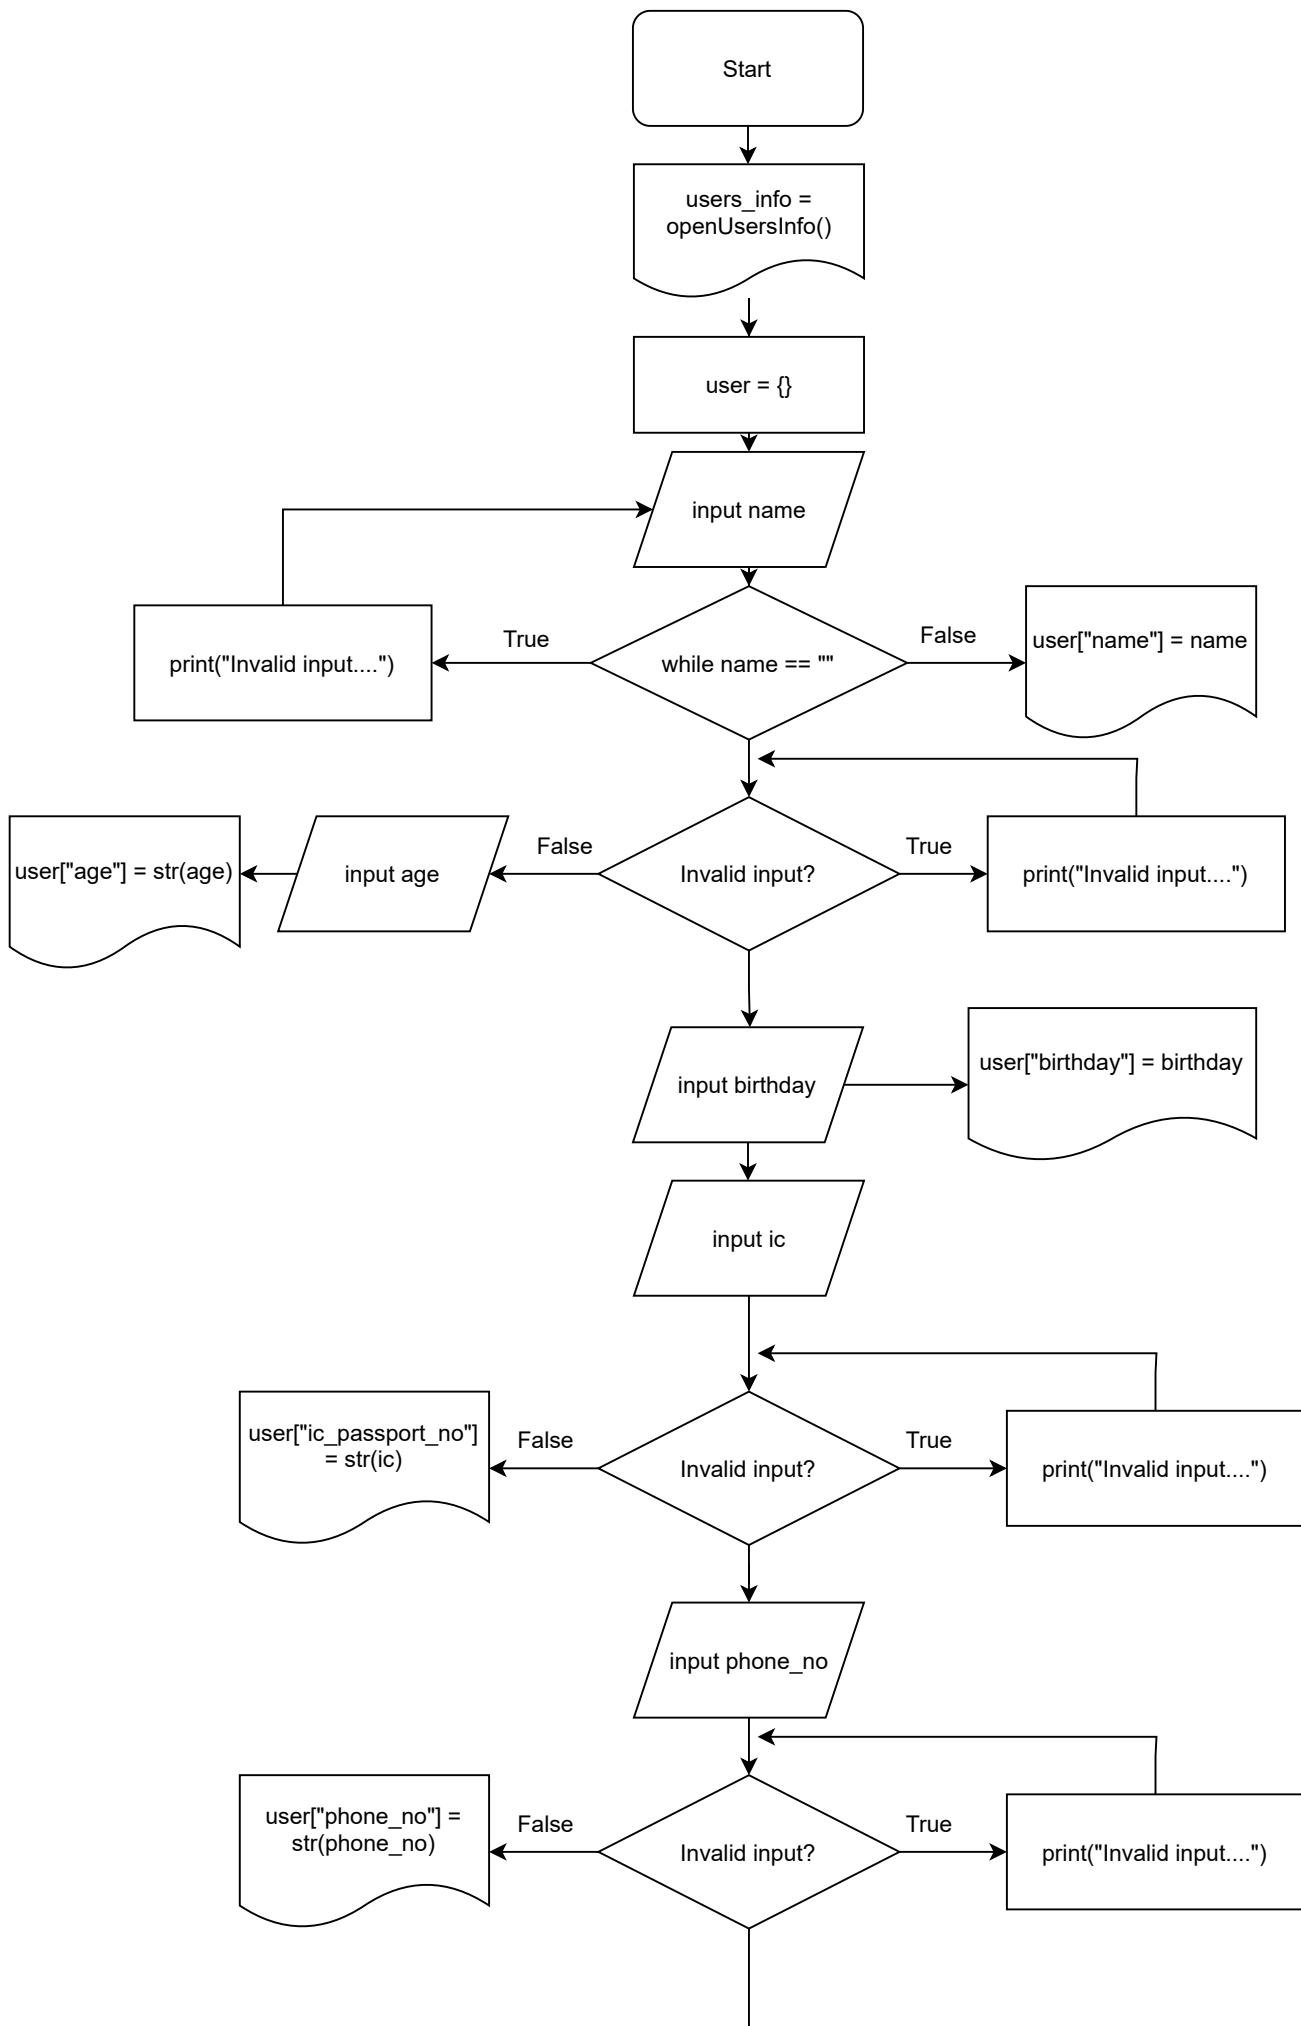 Start
users_info =
openUsersInfo()
user = {}
input name
True
False
print("Invalid input....")
while name == ""
user["name"] = name
False
True
user["age"] = str(age)
input age
Invalid input?
print("Invalid input....")
input birthday
user["birthday"] = birthday
input ic
user["ic_passport_no"]
= str(ic)
False
True
Invalid input?
print("Invalid input....")
input phone_no
user["phone_no"] =
str(phone_no)
False
True
Invalid input?
print("Invalid input....")